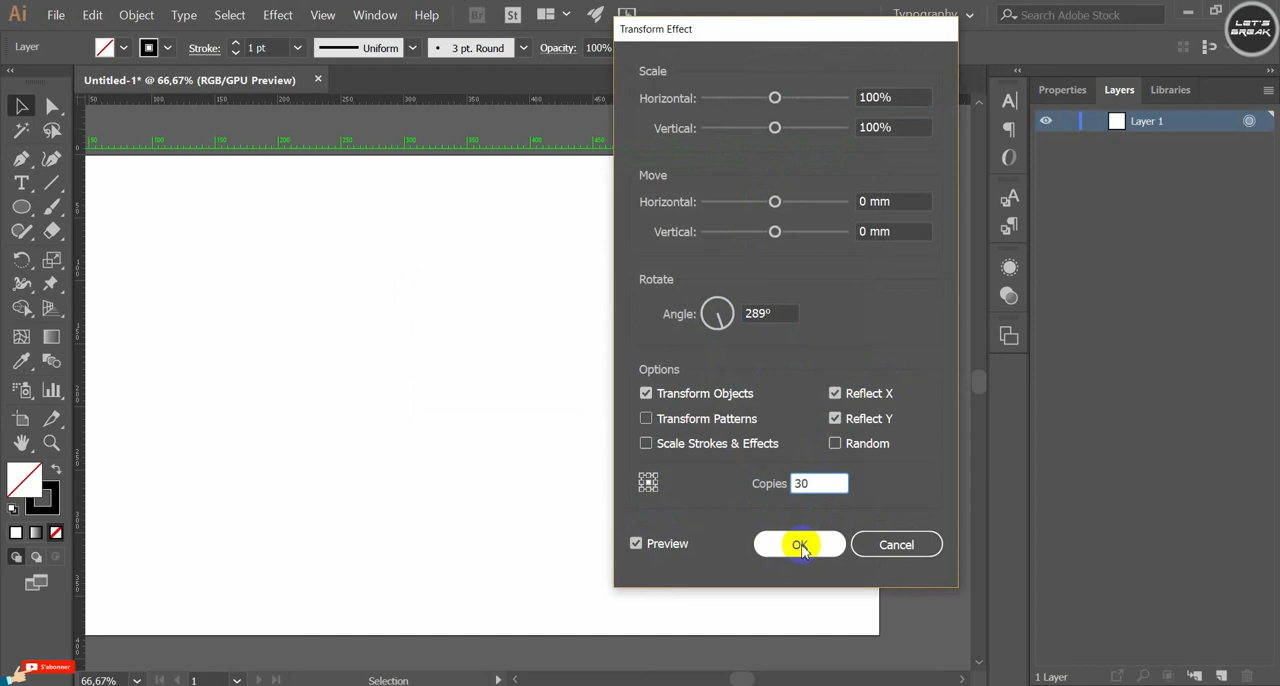 Ai File Edit Object Type Select Effect View Window Help Br St Typography Search Adobe Stock
LET'S BREAK
Layer Stroke: 1 pt Uniform 3 pt. Round Opacity: 100%
Transform Effect
Untitled-1* @ 66,67% (RGB/GPU Preview)
Properties Layers Libraries
Layer 1
Scale
Horizontal: 100%
Vertical: 100%
Move
Horizontal: 0 mm
Vertical: 0 mm
Rotate
Angle: 289º
Options
Transform Objects Reflect X
Transform Patterns Reflect Y
Scale Strokes & Effects Random
Copies 30
Preview OK Cancel
S'abonner
66,67% 1 Selection 1 Layer